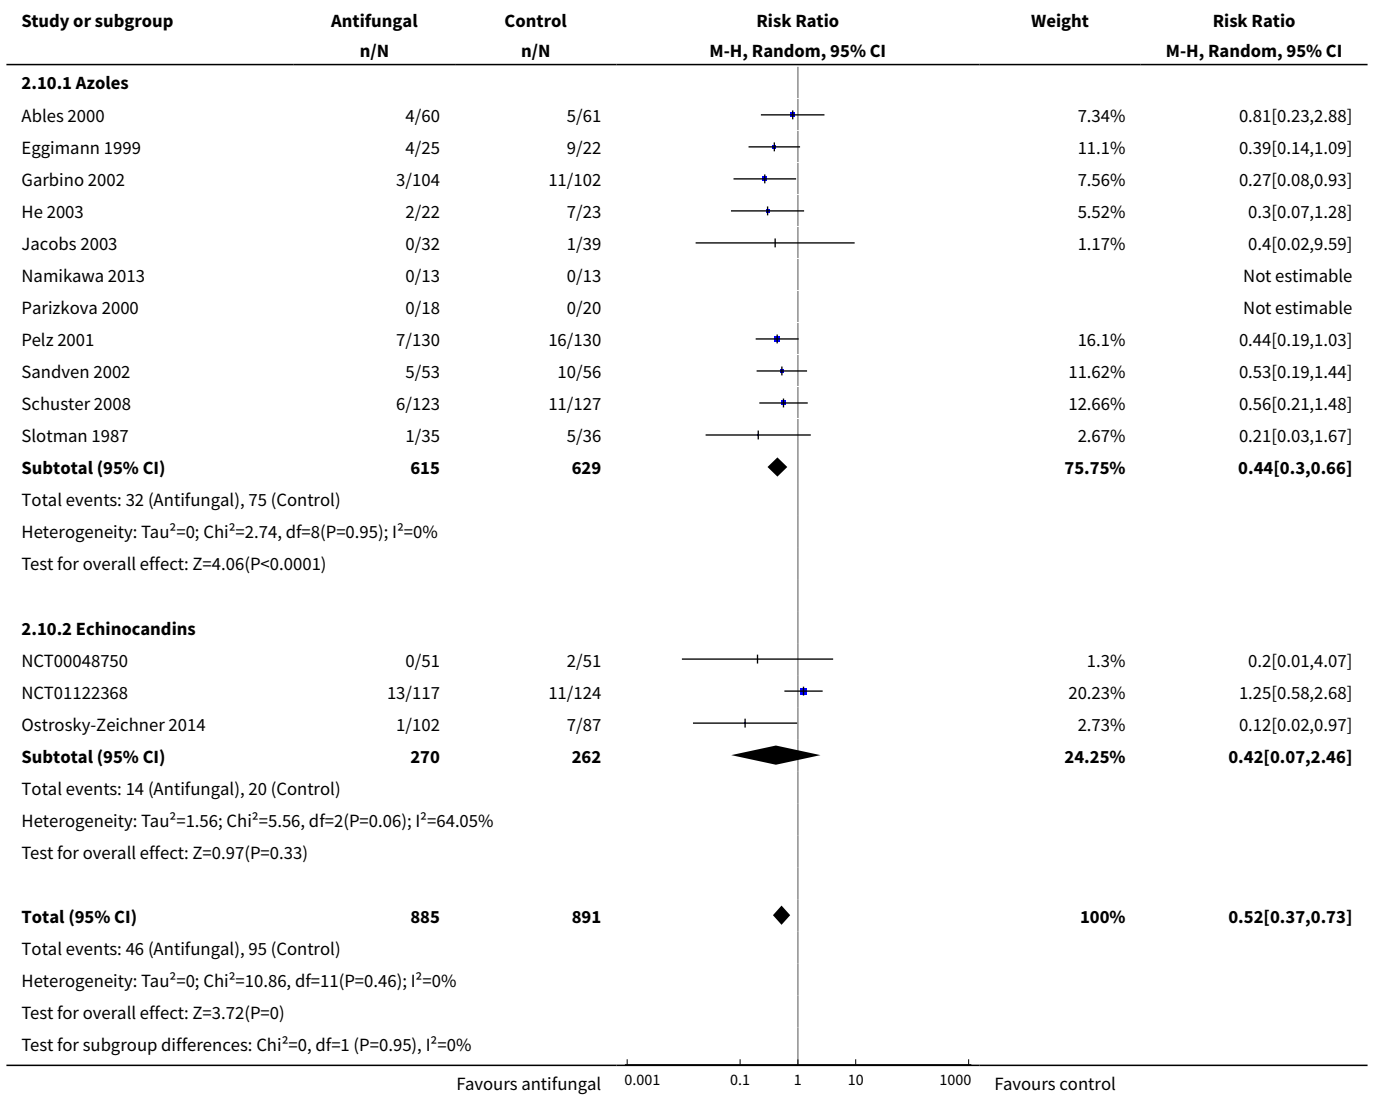 Study or subgroup Antifungal Control Risk Ratio Weight Risk Ratio
n/N n/N M-H, Random, 95% CI M-H, Random, 95% CI
2.10.1 Azoles
Ables 2000 4/60 5/61 7.34% 0.81[0.23,2.88]
Eggimann 1999 4/25 9/22 11.1% 0.39[0.14,1.09]
Garbino 2002 3/104 11/102 7.56% 0.27[0.08,0.93]
He 2003 2/22 7/23 5.52% 0.3[0.07,1.28]
Jacobs 2003 0/32 1/39 1.17% 0.4[0.02,9.59]
Namikawa 2013 0/13 0/13 Not estimable
Parizkova 2000 0/18 0/20 Not estimable
Pelz 2001 7/130 16/130 16.1% 0.44[0.19,1.03]
Sandven 2002 5/53 10/56 11.62% 0.53[0.19,1.44]
Schuster 2008 6/123 11/127 12.66% 0.56[0.21,1.48]
Slotman 1987 1/35 5/36 2.67% 0.21[0.03,1.67]
Subtotal (95% CI) 615 629 75.75% 0.44[0.3,0.66]
Total events: 32 (Antifungal), 75 (Control)
Heterogeneity: Tau²=0; Chi²=2.74, df=8(P=0.95); I²=0%
Test for overall effect: Z=4.06(P<0.0001)
2.10.2 Echinocandins
NCT00048750 0/51 2/51 1.3% 0.2[0.01,4.07]
NCT01122368 13/117 11/124 20.23% 1.25[0.58,2.68]
Ostrosky-Zeichner 2014 1/102 7/87 2.73% 0.12[0.02,0.97]
Subtotal (95% CI) 270 262 24.25% 0.42[0.07,2.46]
Total events: 14 (Antifungal), 20 (Control)
Heterogeneity: Tau²=1.56; Chi²=5.56, df=2(P=0.06); I²=64.05%
Test for overall effect: Z=0.97(P=0.33)
Total (95% CI) 885 891 100% 0.52[0.37,0.73]
Total events: 46 (Antifungal), 95 (Control)
Heterogeneity: Tau²=0; Chi²=10.86, df=11(P=0.46); I²=0%
Test for overall effect: Z=3.72(P=0)
Test for subgroup differences: Chi²=0, df=1 (P=0.95), I²=0%
Favours antifungal 0.001 0.1 1 10 1000 Favours control